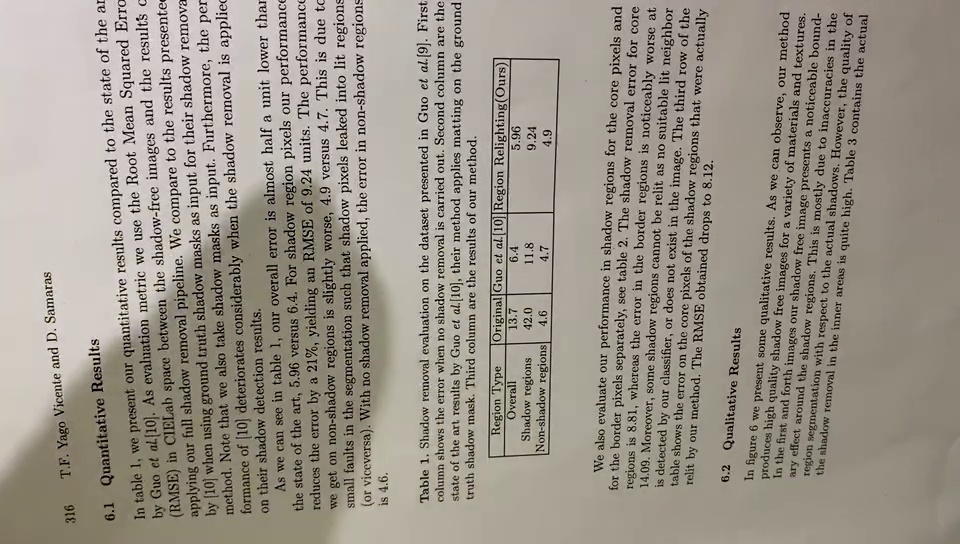 316 T.F. Yago Vicente and D. Samaras
6.1 Quantitative Results
In table 1, we present our quantitative results compared to the state of the ar
by Guo et al.[10]. As evaluation metric we use the Root Mean Squared Erro
(RMSE) in CIELab space between the shadow-free images and the results o
applying our full shadow removal pipeline. We compare to the results presented
by [10] when using ground truth shadow masks as input for their shadow remova
method. Note that we also take shadow masks as input. Furthermore, the per
formance of [10] deteriorates considerably when the shadow removal is applied
on their shadow detection results.
As we can see in table 1, our overall error is almost half a unit lower than
the state of the art, 5.96 versus 6.4. For shadow region pixels our performance
reduces the error by a 21%, yielding an RMSE of 9.24 units. The performance
we get on non-shadow regions is slightly worse, 4.9 versus 4.7. This is due to
small faults in the segmentation such that shadow pixels leaked into lit regions
(or viceversa). With no shadow removal applied, the error in non-shadow regions
is 4.6.
Table 1. Shadow removal evaluation on the dataset presented in Guo et al.[9]. First
column shows the error when no shadow removal is carried out. Second column are the
state of the art results by Guo et al.[10], their method applies matting on the ground
truth shadow mask. Third column are the results of our method.
Region Type Original Guo et al.[10] Region Relighting(Ours)
Overall 13.7 6.4 5.96
Shadow regions 42.0 11.8 9.24
Non-shadow regions 4.6 4.7 4.9
We also evaluate our performance in shadow regions for the core pixels and
for the border pixels separately, see table 2. The shadow removal error for core
regions is 8.81, whereas the error in the border regions is noticeably worse at
14.09. Moreover, some shadow regions cannot be relit as no suitable lit neighbor
is detected by our classifier, or does not exist in the image. The third row of the
table shows the error on the core pixels of the shadow regions that were actually
relit by our method. The RMSE obtained drops to 8.12.
6.2 Qualitative Results
In figure 6 we present some qualitative results. As we can observe, our method
produces high quality shadow free images for a variety of materials and textures.
In the first and forth images our shadow free image presents a noticeable bound-
ary effect around the shadow regions. This is mostly due to inaccuracies in the
region segmentation with respect to the actual shadows. However, the quality of
the shadow removal in the inner areas is quite high. Table 3 contains the actual